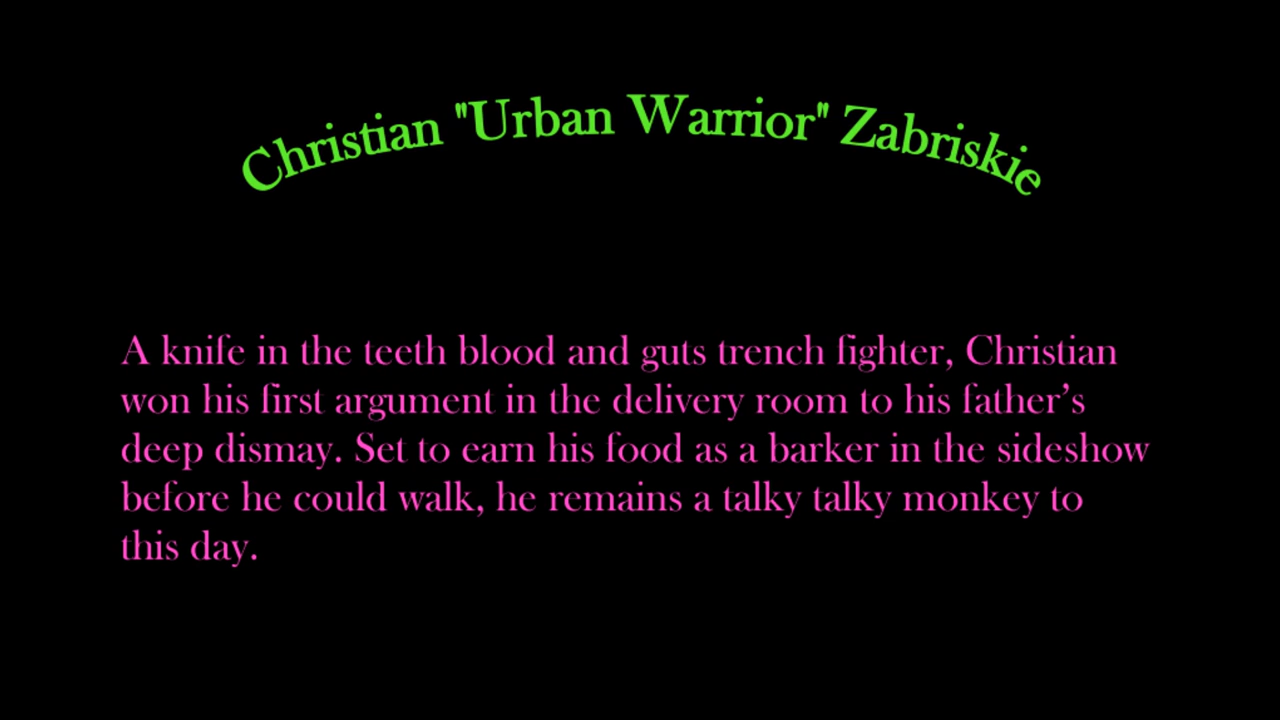 Christian "Urban Warrior" Zabriskie
A knife in the teeth blood and guts trench fighter, Christian
won his first argument in the delivery room to his father’s
deep dismay. Set to earn his food as a barker in the sideshow
before he could walk, he remains a talky talky monkey to
this day.